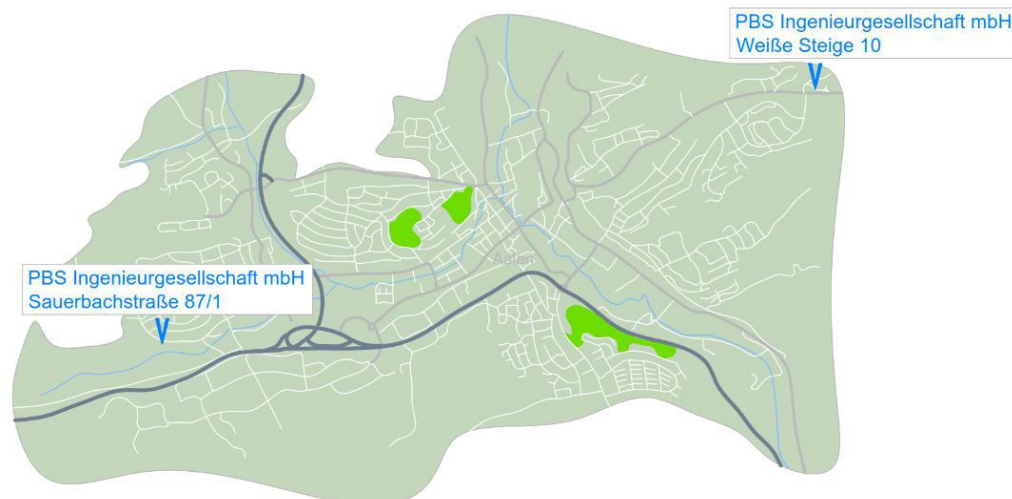 PBS Ingenieurgesellschaft mbH
Weiße Steige 10
Aalen
PBS Ingenieurgesellschaft mbH
Sauerbachstraße 87/1